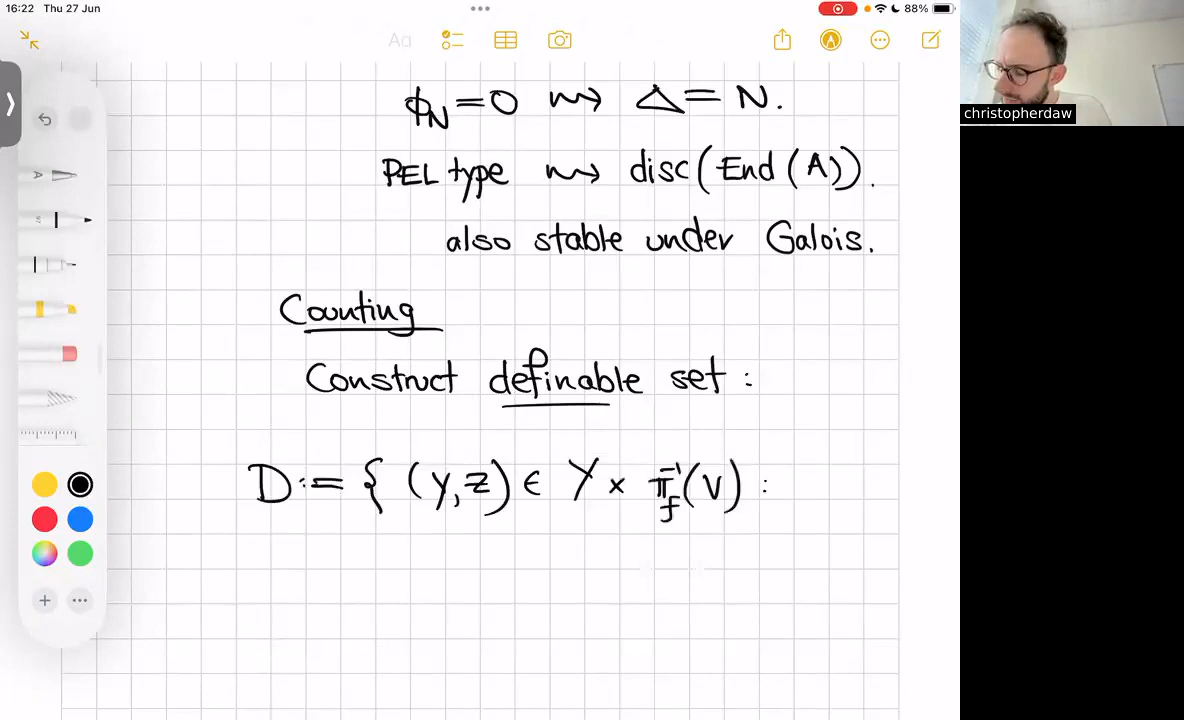 16:22 Thu 27 Jun
88%
Aa
ϕ_N = 0 ⇝ Δ = N.
PEL type ⇝ disc(End(A)).
also stable under Galois.
Counting
Construct definable set :
D := { (y,z) ∈ Y × π_f^{-1}(V) :
christopherdaw